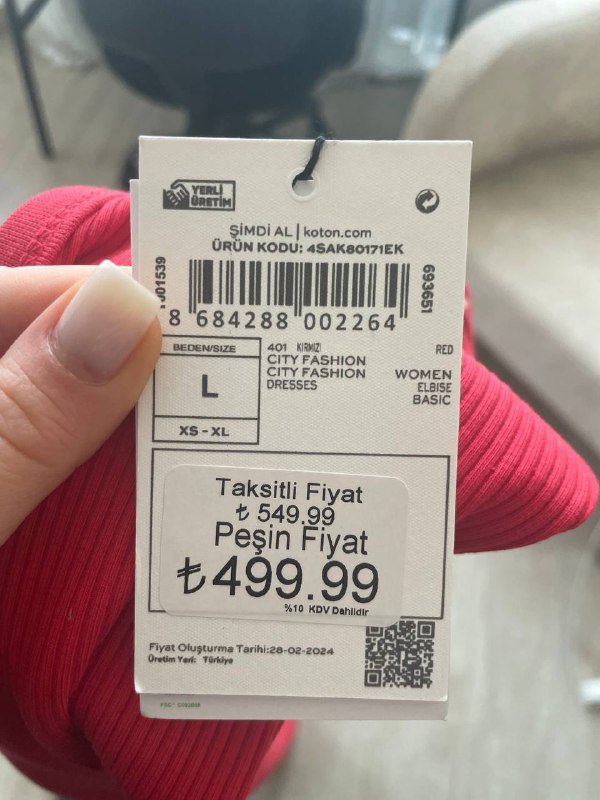 YERLİ
ÜRETİM
ŞİMDİ AL | koton.com
ÜRÜN KODU: 4SAK80171EK
693651
8 684288 002264
BEDEN/SIZE
L
XS - XL
401 KIRMIZI RED
CITY FASHION
CITY FASHION WOMEN
DRESSES ELBISE
BASIC
Taksitli Fiyat
₺ 549.99
Peşin Fiyat
₺499.99
%10 KDV Dahildir
Fiyat Oluşturma Tarihi:28-02-2024
Üretim Yeri: Türkiye